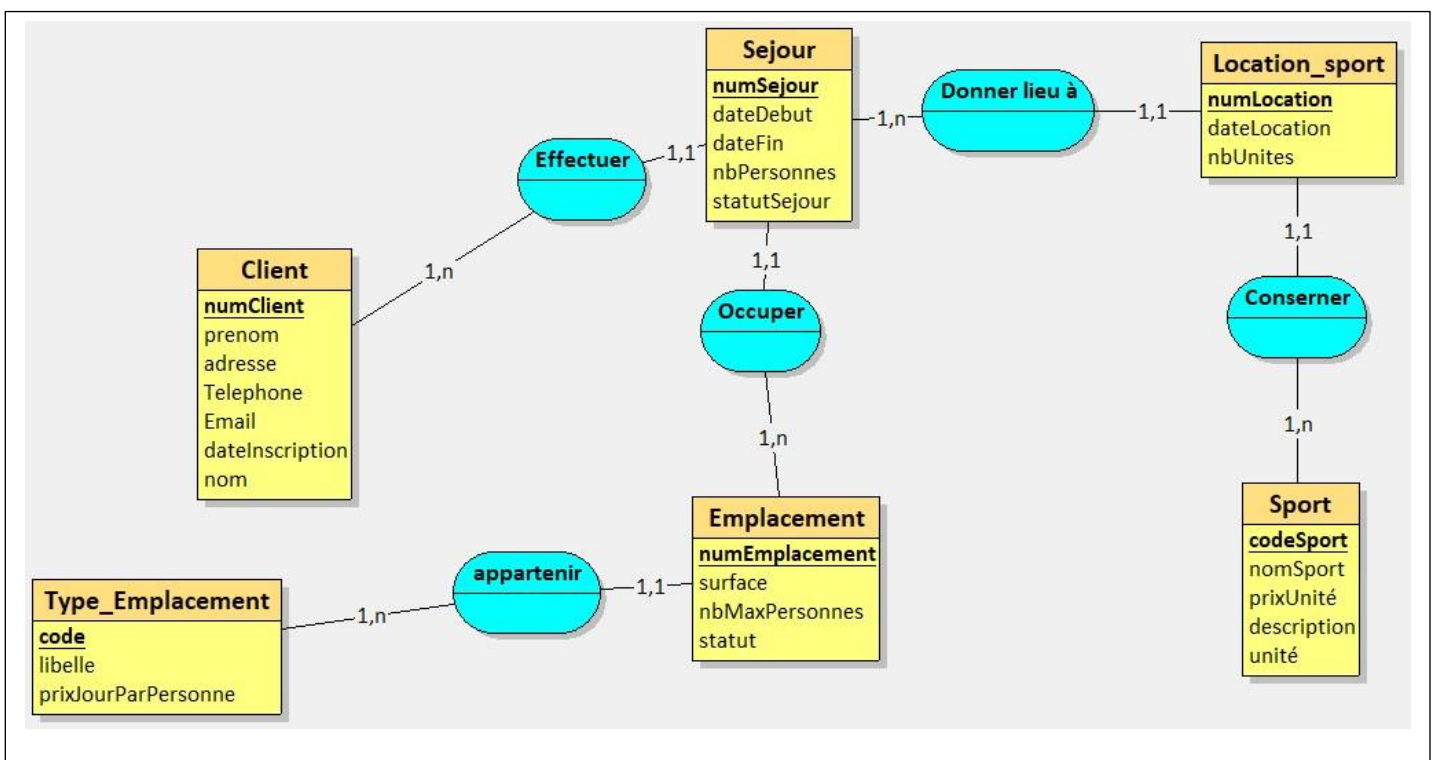 Sejour
numSejour
dateDebut
dateFin
nbPersonnes
statutSejour
1,n
Donner lieu à
1,1
Location_sport
numLocation
dateLocation
nbUnites
Effectuer
1,1
1,n
Client
numClient
prenom
adresse
Telephone
Email
dateInscription
nom
1,1
Occuper
1,n
1,1
Conserner
1,n
Emplacement
numEmplacement
surface
nbMaxPersonnes
statut
Sport
codeSport
nomSport
prixUnité
description
unité
appartenir
1,1
1,n
Type_Emplacement
code
libelle
prixJourParPersonne